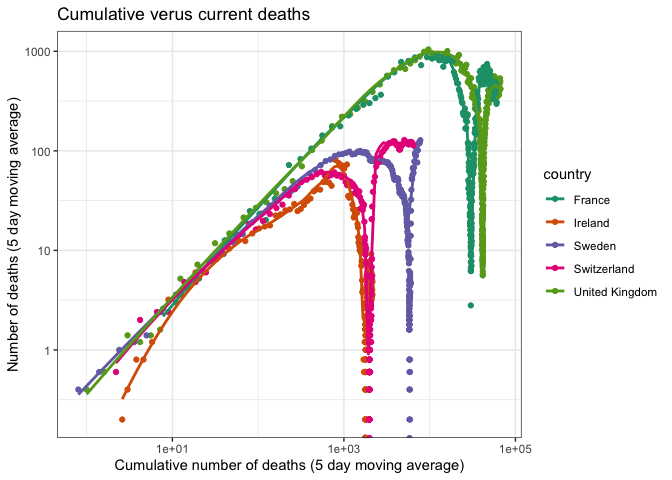 Cumulative verus current deaths
Number of deaths (5 day moving average)
1000
100
10
1
1e+01
1e+03
1e+05
Cumulative number of deaths (5 day moving average)
country
France
Ireland
Sweden
Switzerland
United Kingdom